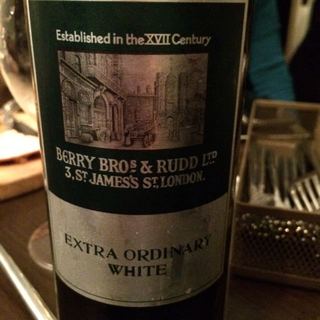 Established in the XVII Century
BERRY BROS & RUDD LTD
3, ST JAMES'S ST, LONDON.
EXTRA ORDINARY
WHITE